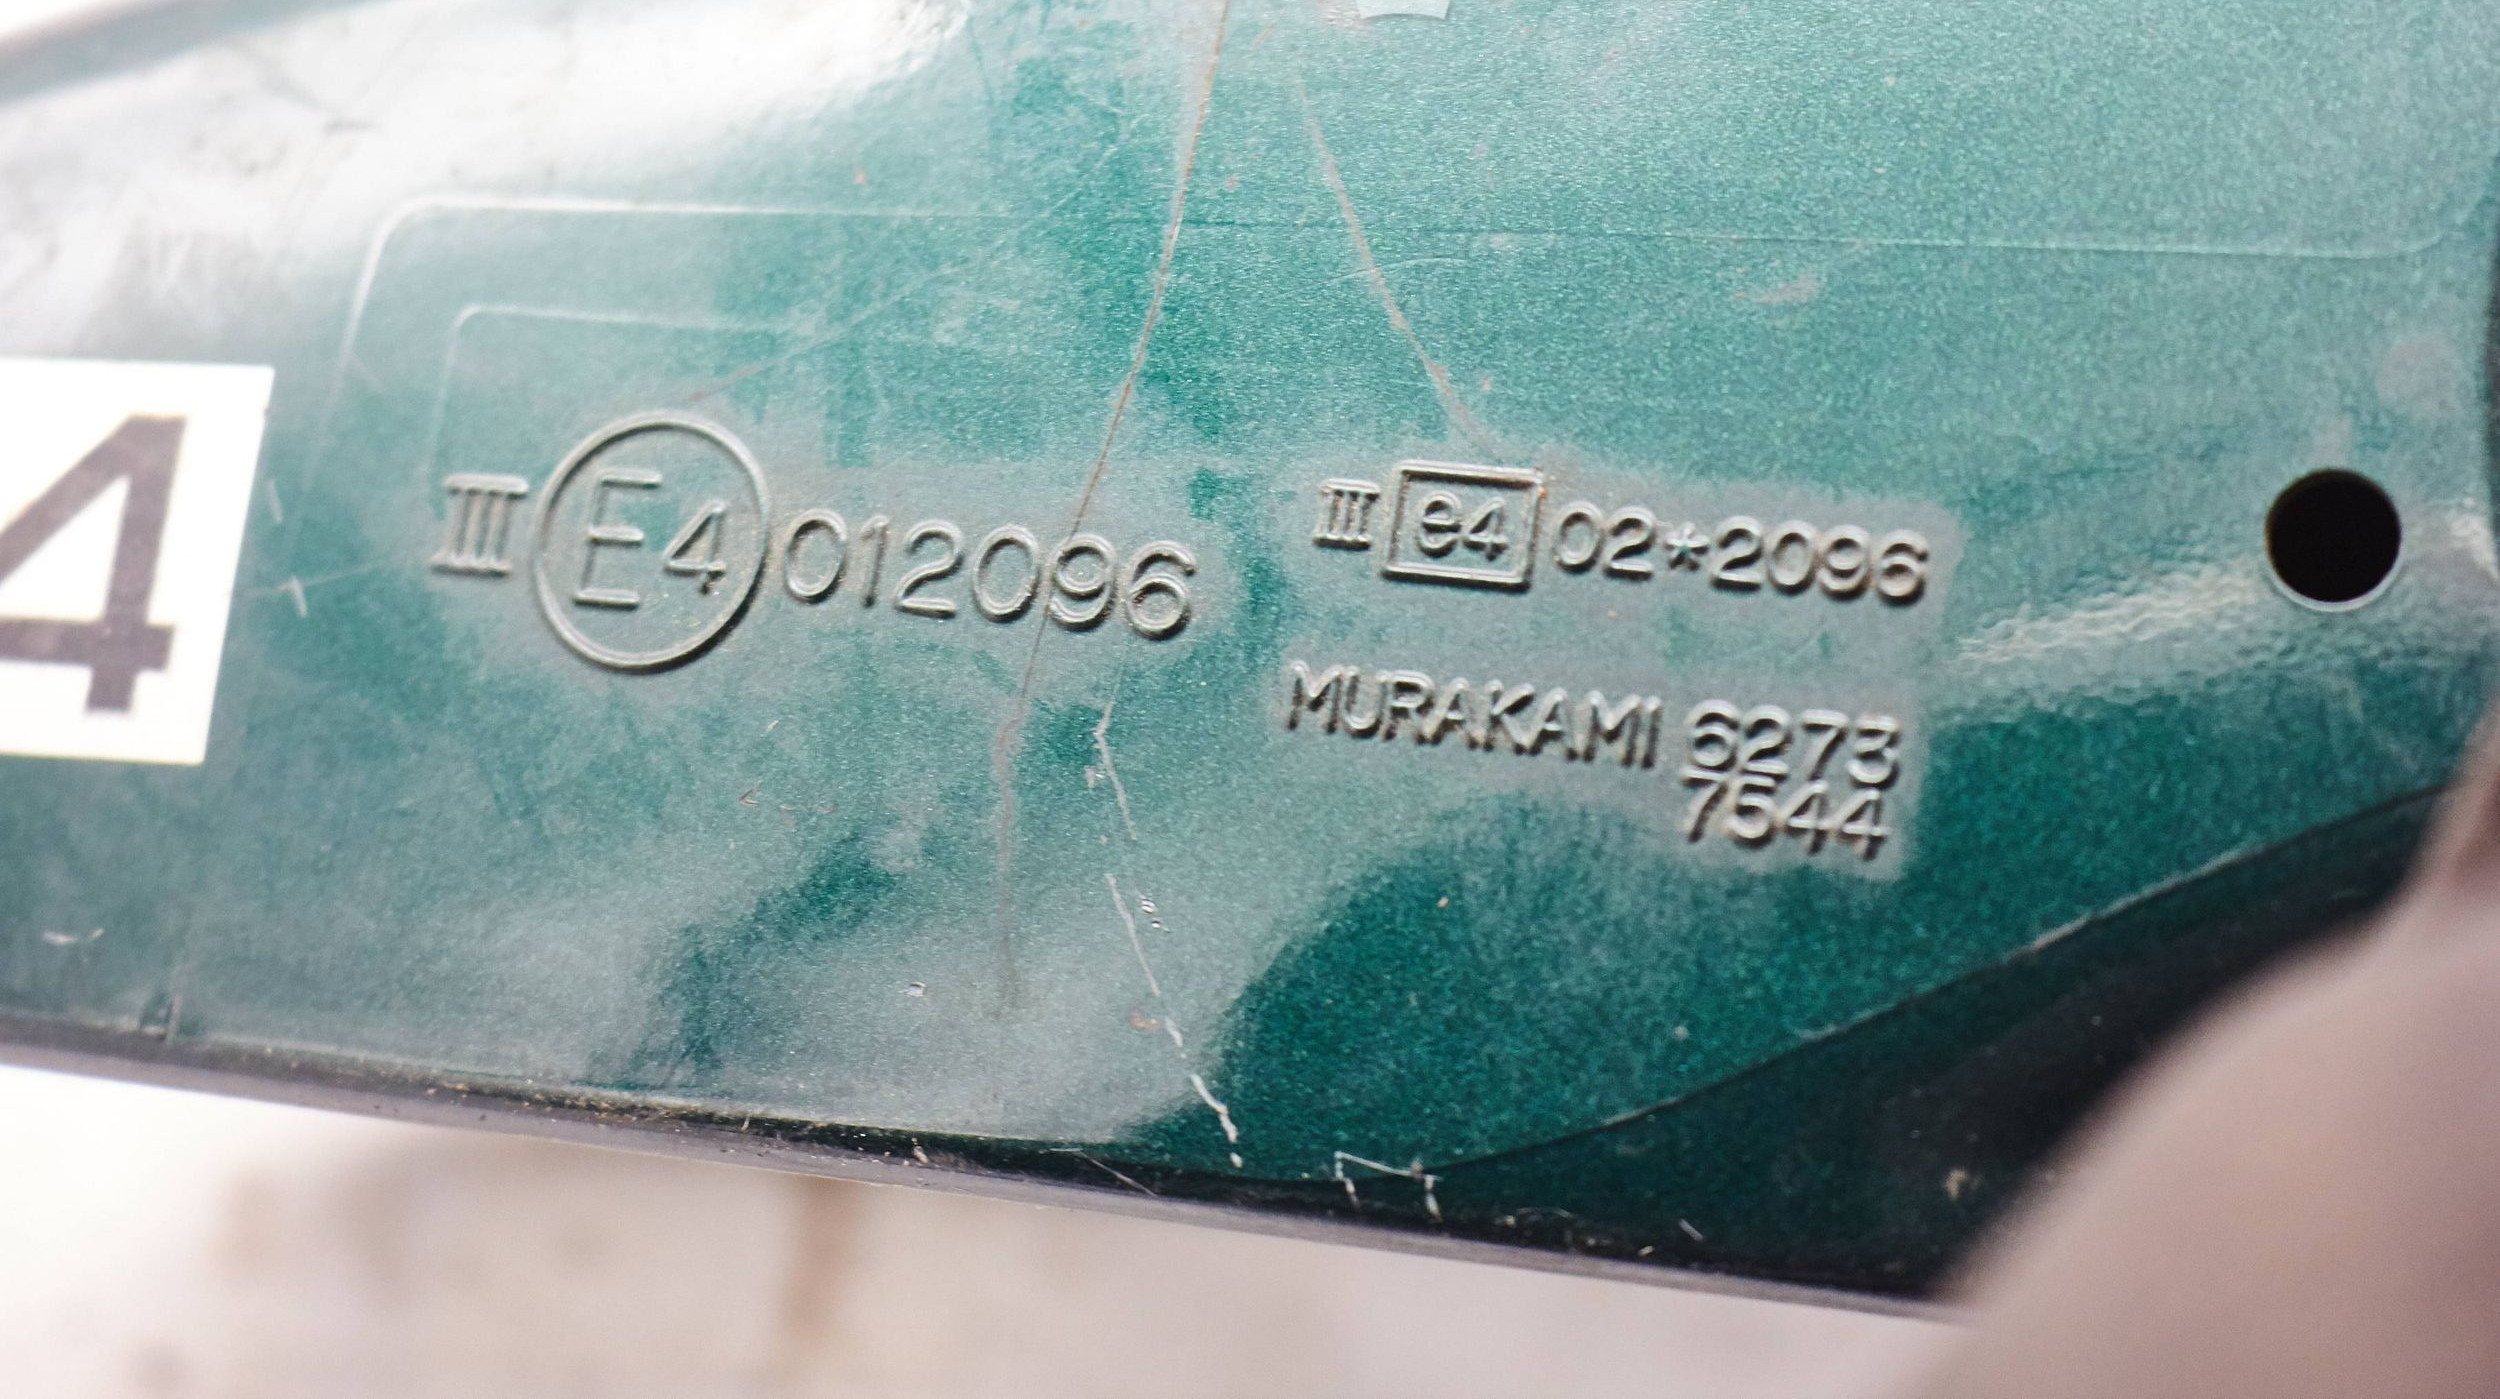 4
III E4 012096
III e4 02*2096
MURAKAMI 6273
7544